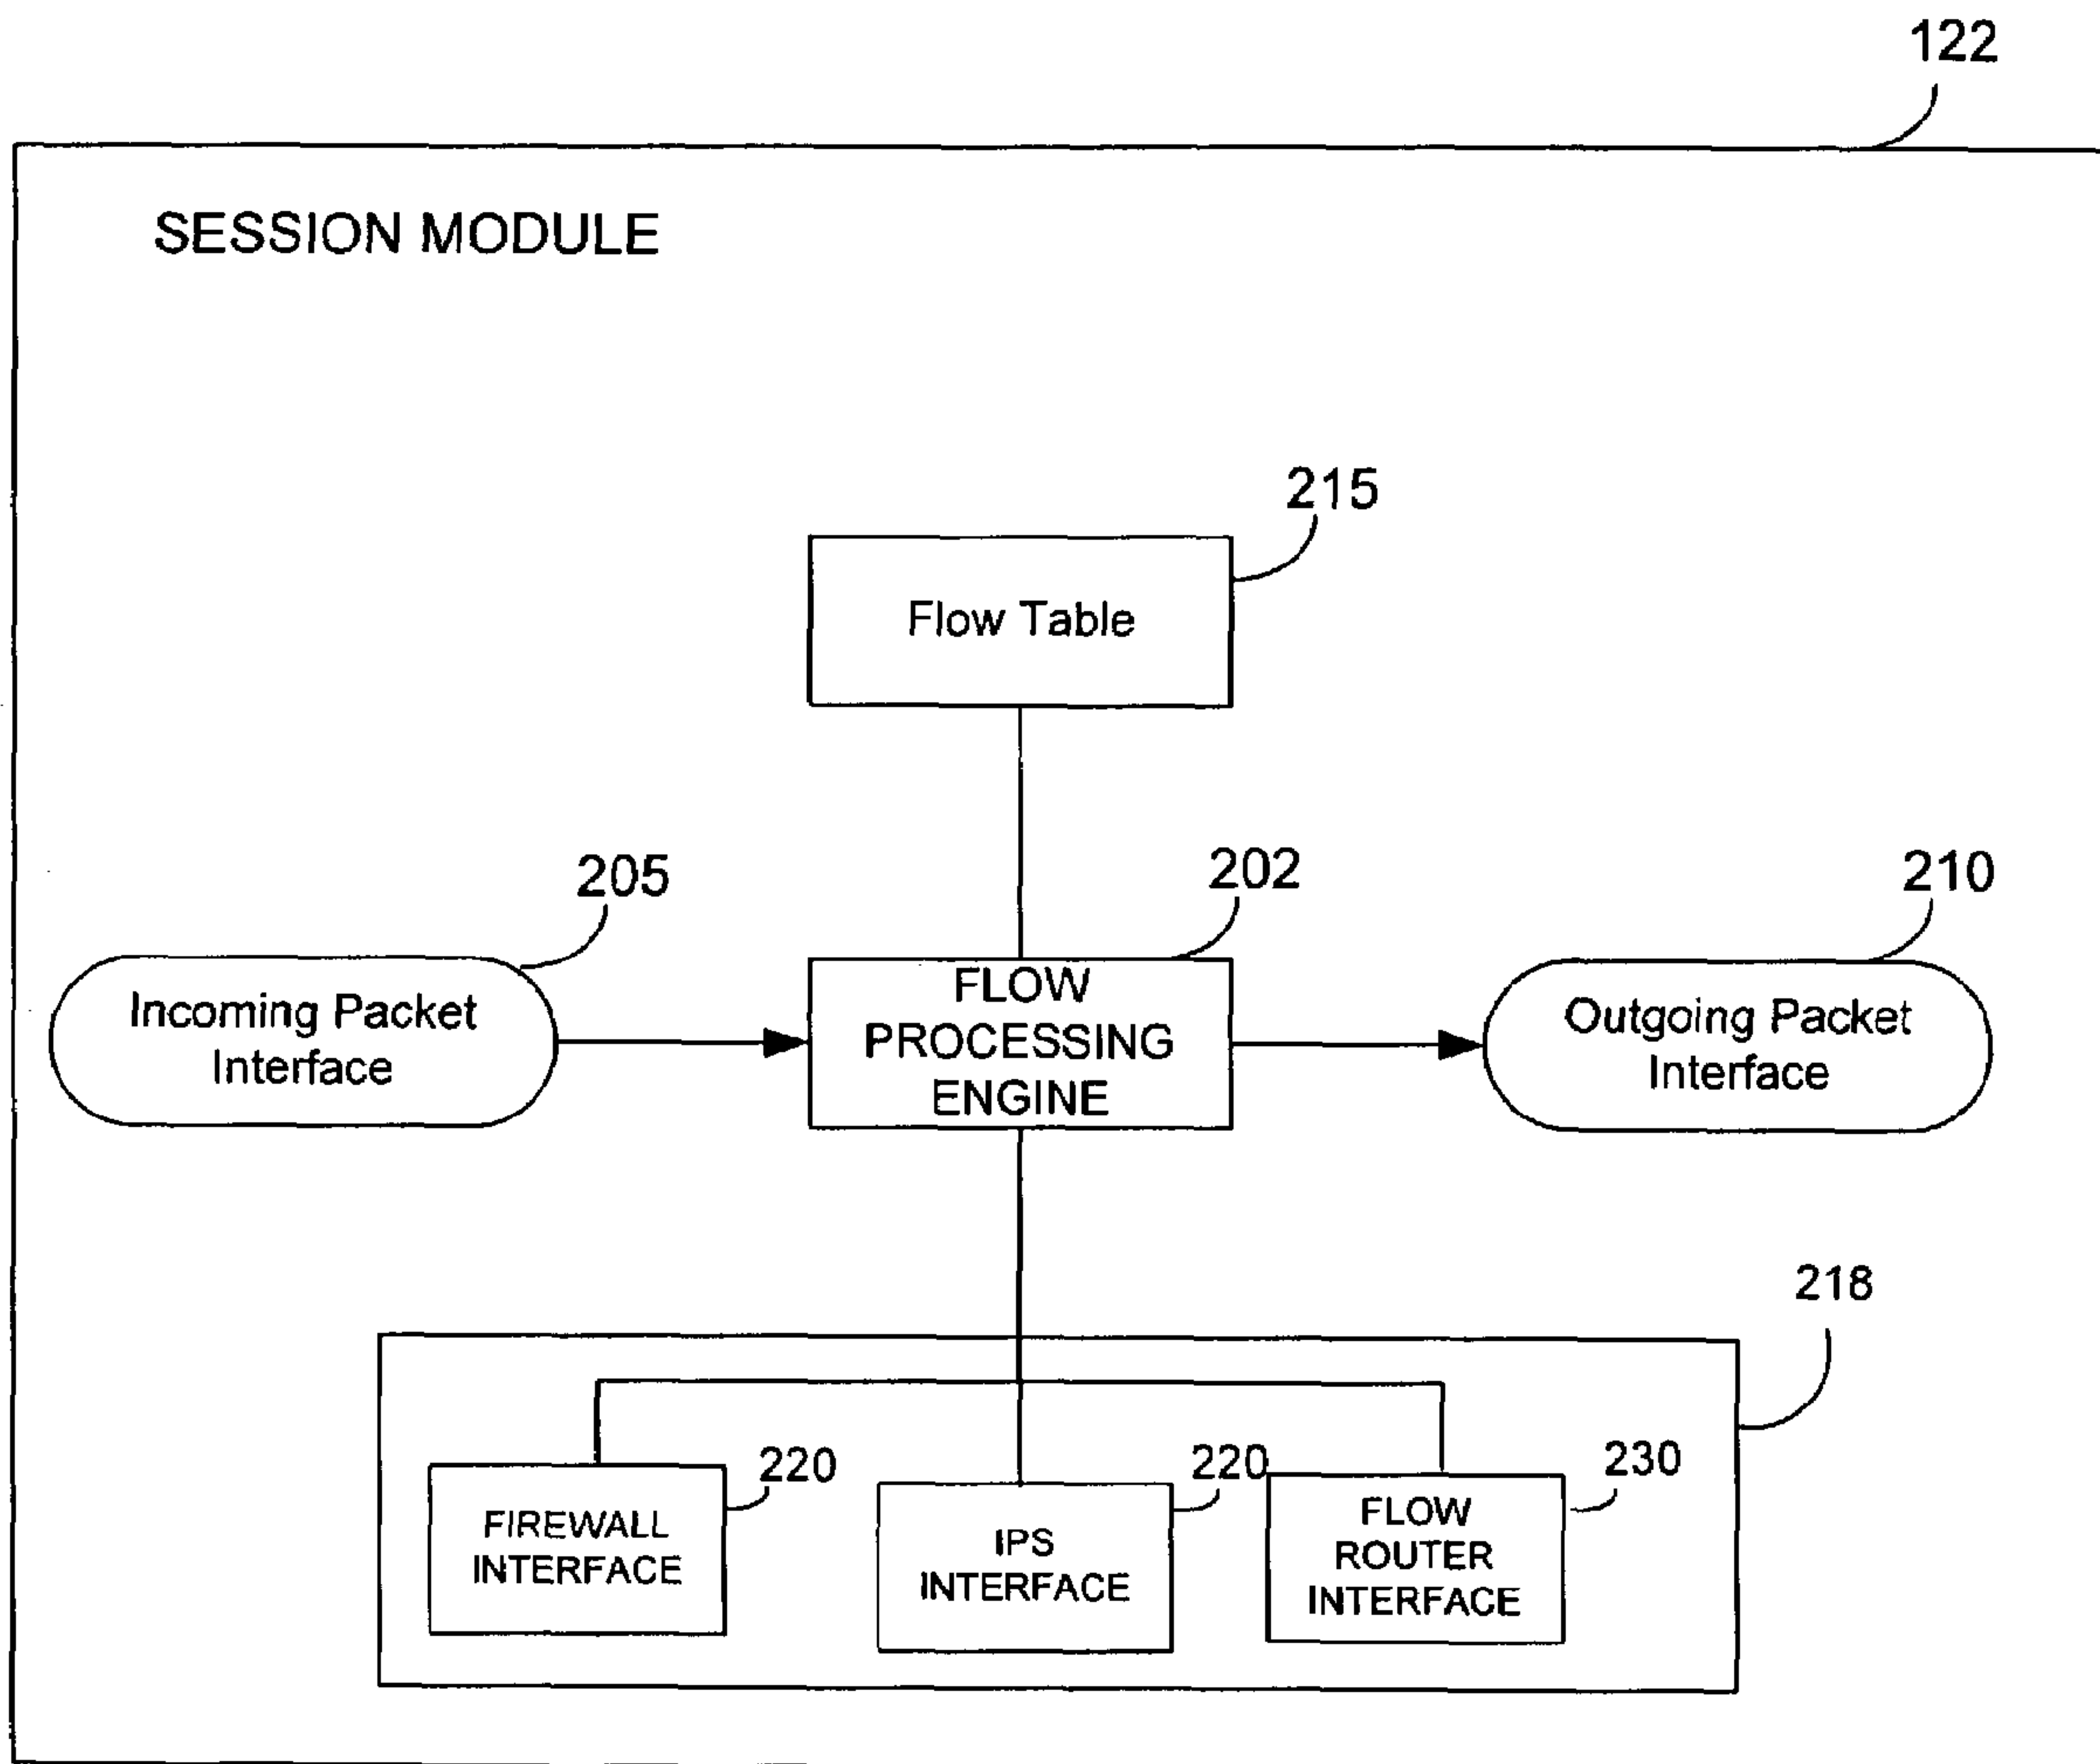 122
SESSION MODULE
215
Flow Table
205
202
210
Incoming Packet
Interface
FLOW
PROCESSING
ENGINE
Outgoing Packet
Interface
218
220
220
230
FIREWALL
INTERFACE
IPS
INTERFACE
FLOW
ROUTER
INTERFACE